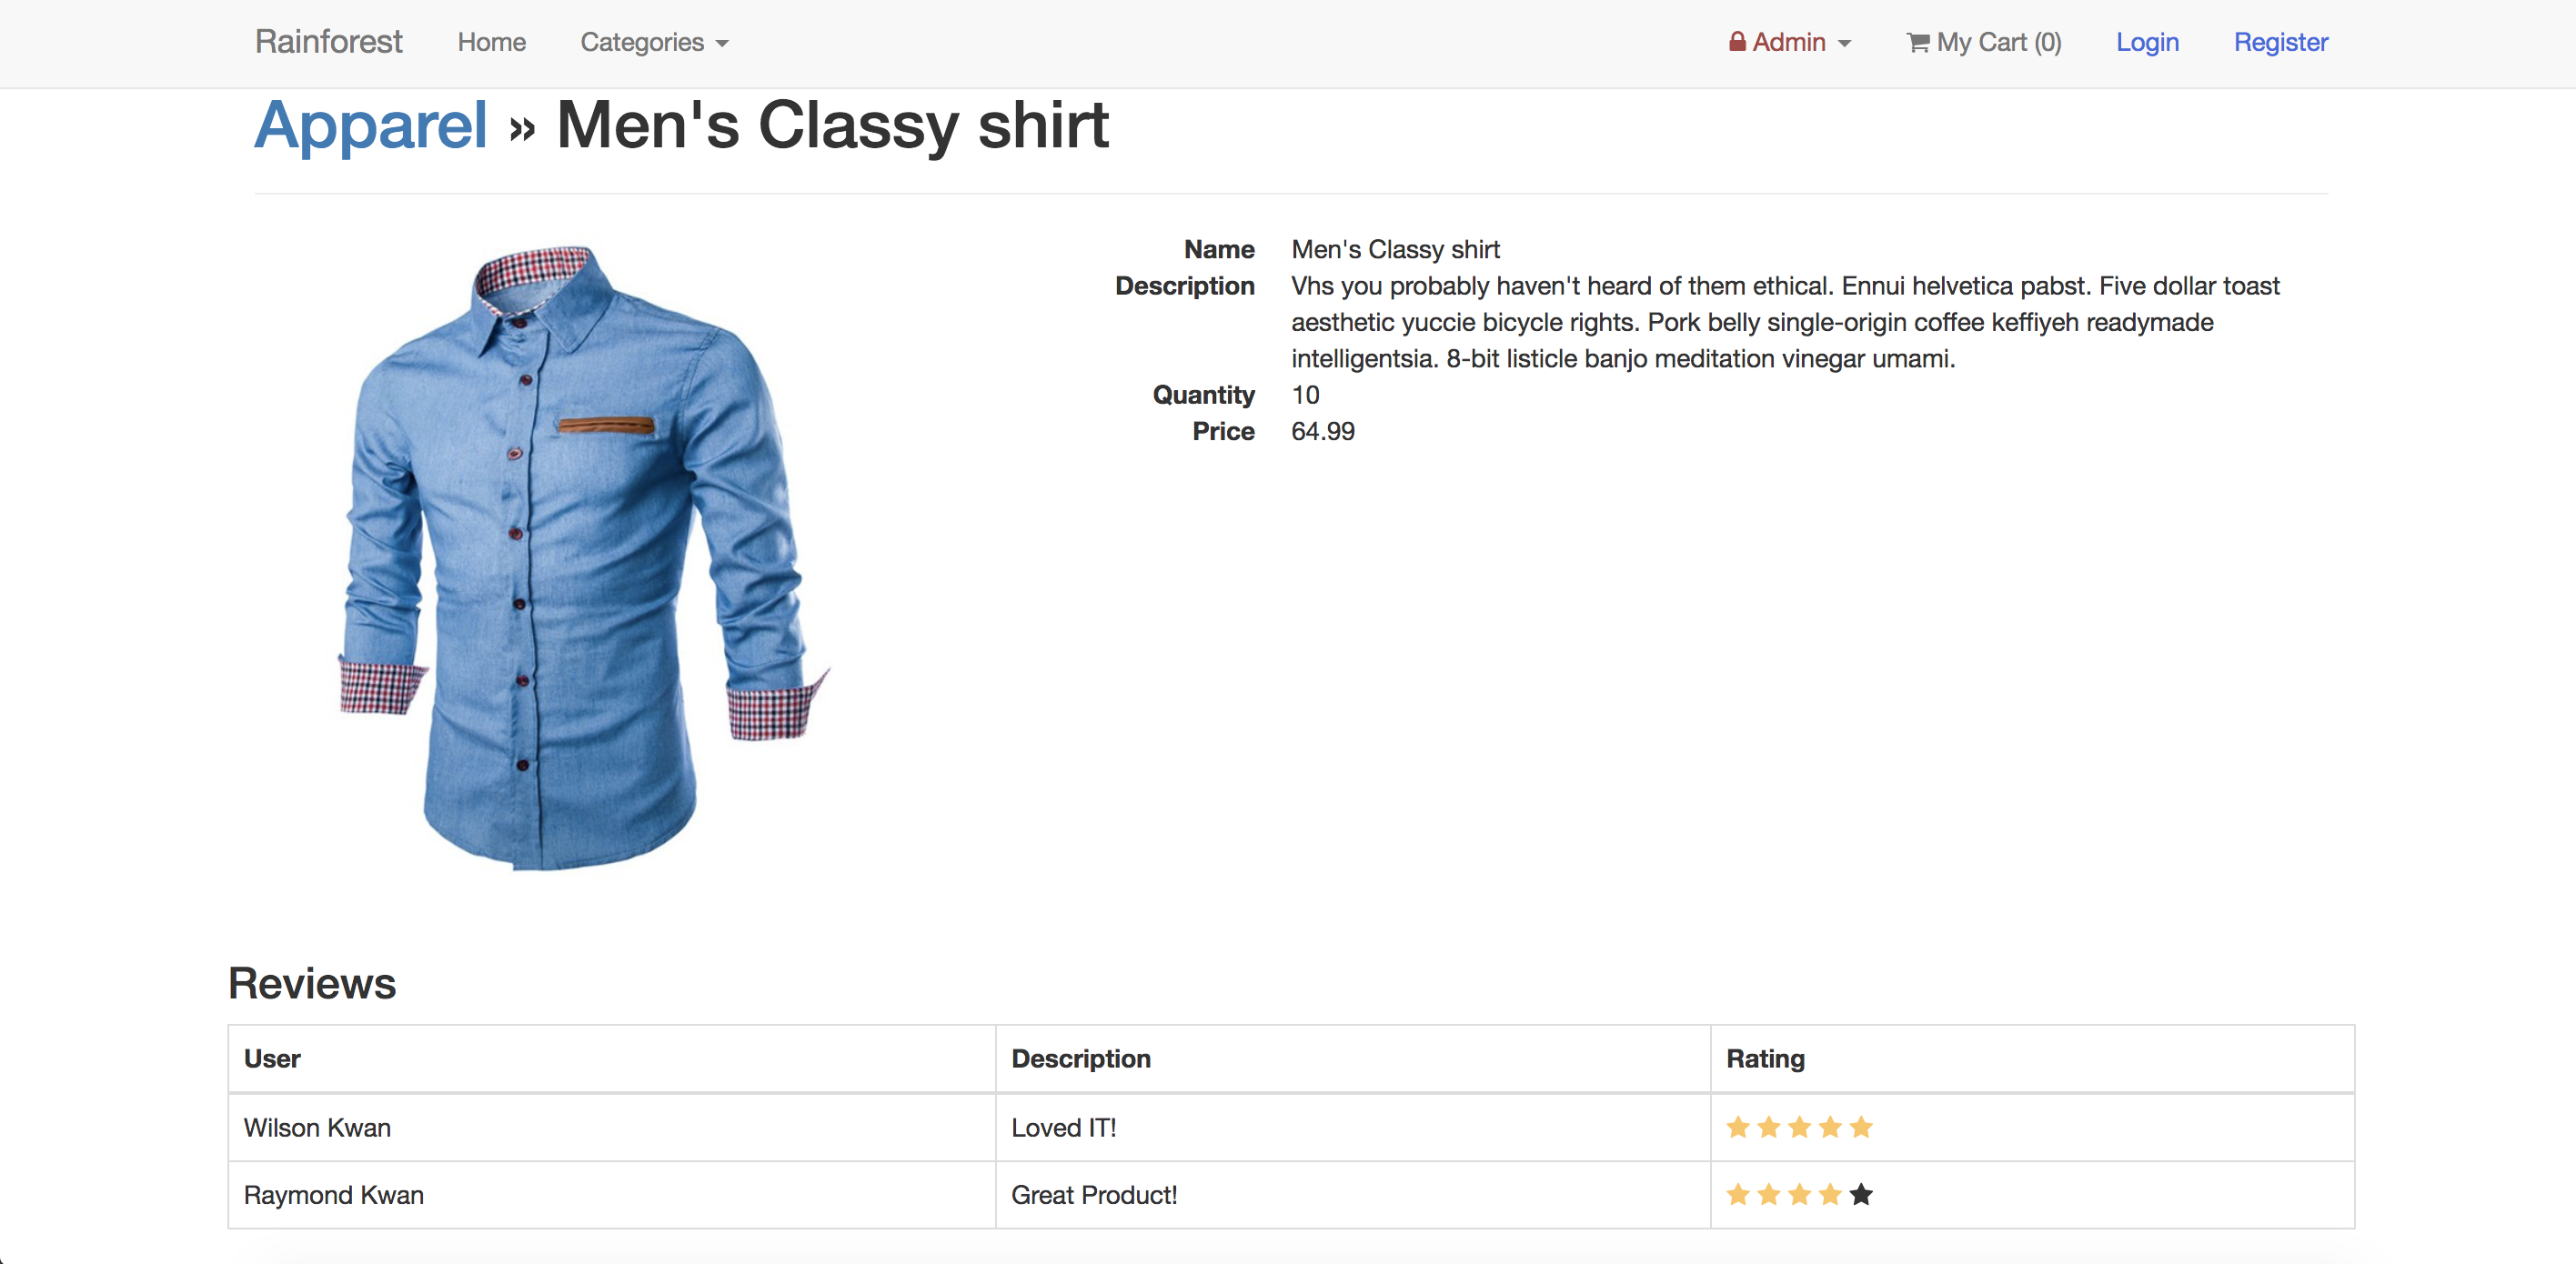 Rainforest Home Categories Admin My Cart (0) Login Register
Apparel » Men's Classy shirt
Name Men's Classy shirt
Description Vhs you probably haven't heard of them ethical. Ennui helvetica pabst. Five dollar toast
aesthetic yuccie bicycle rights. Pork belly single-origin coffee keffiyeh readymade
intelligentsia. 8-bit listicle banjo meditation vinegar umami.
Quantity 10
Price 64.99
Reviews
User Description Rating
Wilson Kwan Loved IT!
Raymond Kwan Great Product!